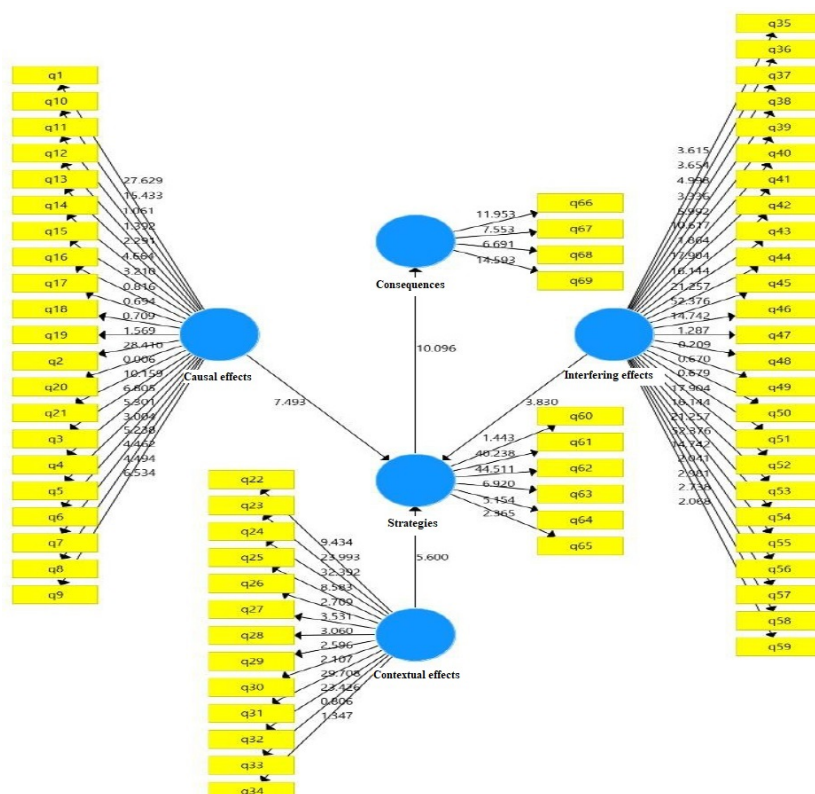 q1
q10
q11
q12
q13
q14
q15
q16
q17
q18
q19
q2
q20
q21
q3
q4
q5
q6
q7
q8
q9
27.629
15.433
1.061
1.392
2.291
4.664
3.210
0.816
0.694
0.709
1.569
28.410
0.006
10.159
6.805
5.301
3.004
5.238
4.462
4.494
6.534
Causal effects
7.493
Consequences
11.953
7.553
6.691
14.593
q66
q67
q68
q69
10.096
q35
q36
q37
q38
q39
q40
q41
q42
q43
q44
q45
q46
q47
q48
q49
q50
q51
q52
q53
q54
q55
q56
q57
q58
q59
3.615
3.654
4.998
3.336
5.992
10.617
1.864
17.904
16.144
21.257
52.376
14.742
1.287
0.209
0.670
0.679
17.904
16.144
21.257
52.376
14.742
2.041
2.981
2.738
2.068
Interfering effects
3.830
Strategies
1.443
40.238
44.511
6.920
5.154
2.365
q60
q61
q62
q63
q64
q65
5.600
q22
q23
q24
q25
q26
q27
q28
q29
q30
q31
q32
q33
q34
9.434
23.993
32.392
8.583
2.709
3.531
3.060
2.596
2.107
29.708
23.426
0.806
1.347
Contextual effects